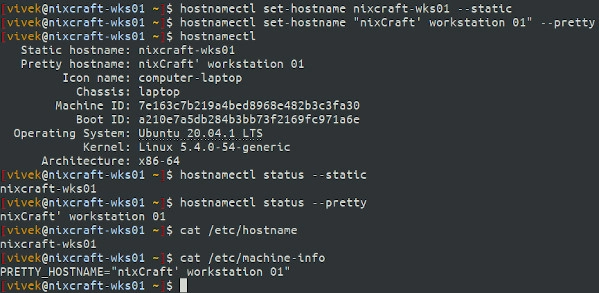 [vivek@nixcraft-wks01 ~]$ hostnamectl set-hostname nixcraft-wks01 --static
[vivek@nixcraft-wks01 ~]$ hostnamectl set-hostname "nixCraft' workstation 01" --pretty
[vivek@nixcraft-wks01 ~]$ hostnamectl
Static hostname: nixcraft-wks01
Pretty hostname: nixCraft' workstation 01
Icon name: computer-laptop
Chassis: laptop
Machine ID: 7e163c7b219a4bed8968e482b3c3fa30
Boot ID: a210e7a5db284b3bb73f2169fc971a6e
Operating System: Ubuntu 20.04.1 LTS
Kernel: Linux 5.4.0-54-generic
Architecture: x86-64
[vivek@nixcraft-wks01 ~]$ hostnamectl status --static
nixcraft-wks01
[vivek@nixcraft-wks01 ~]$ hostnamectl status --pretty
nixCraft' workstation 01
[vivek@nixcraft-wks01 ~]$ cat /etc/hostname
nixcraft-wks01
[vivek@nixcraft-wks01 ~]$ cat /etc/machine-info
PRETTY_HOSTNAME="nixCraft' workstation 01"
[vivek@nixcraft-wks01 ~]$